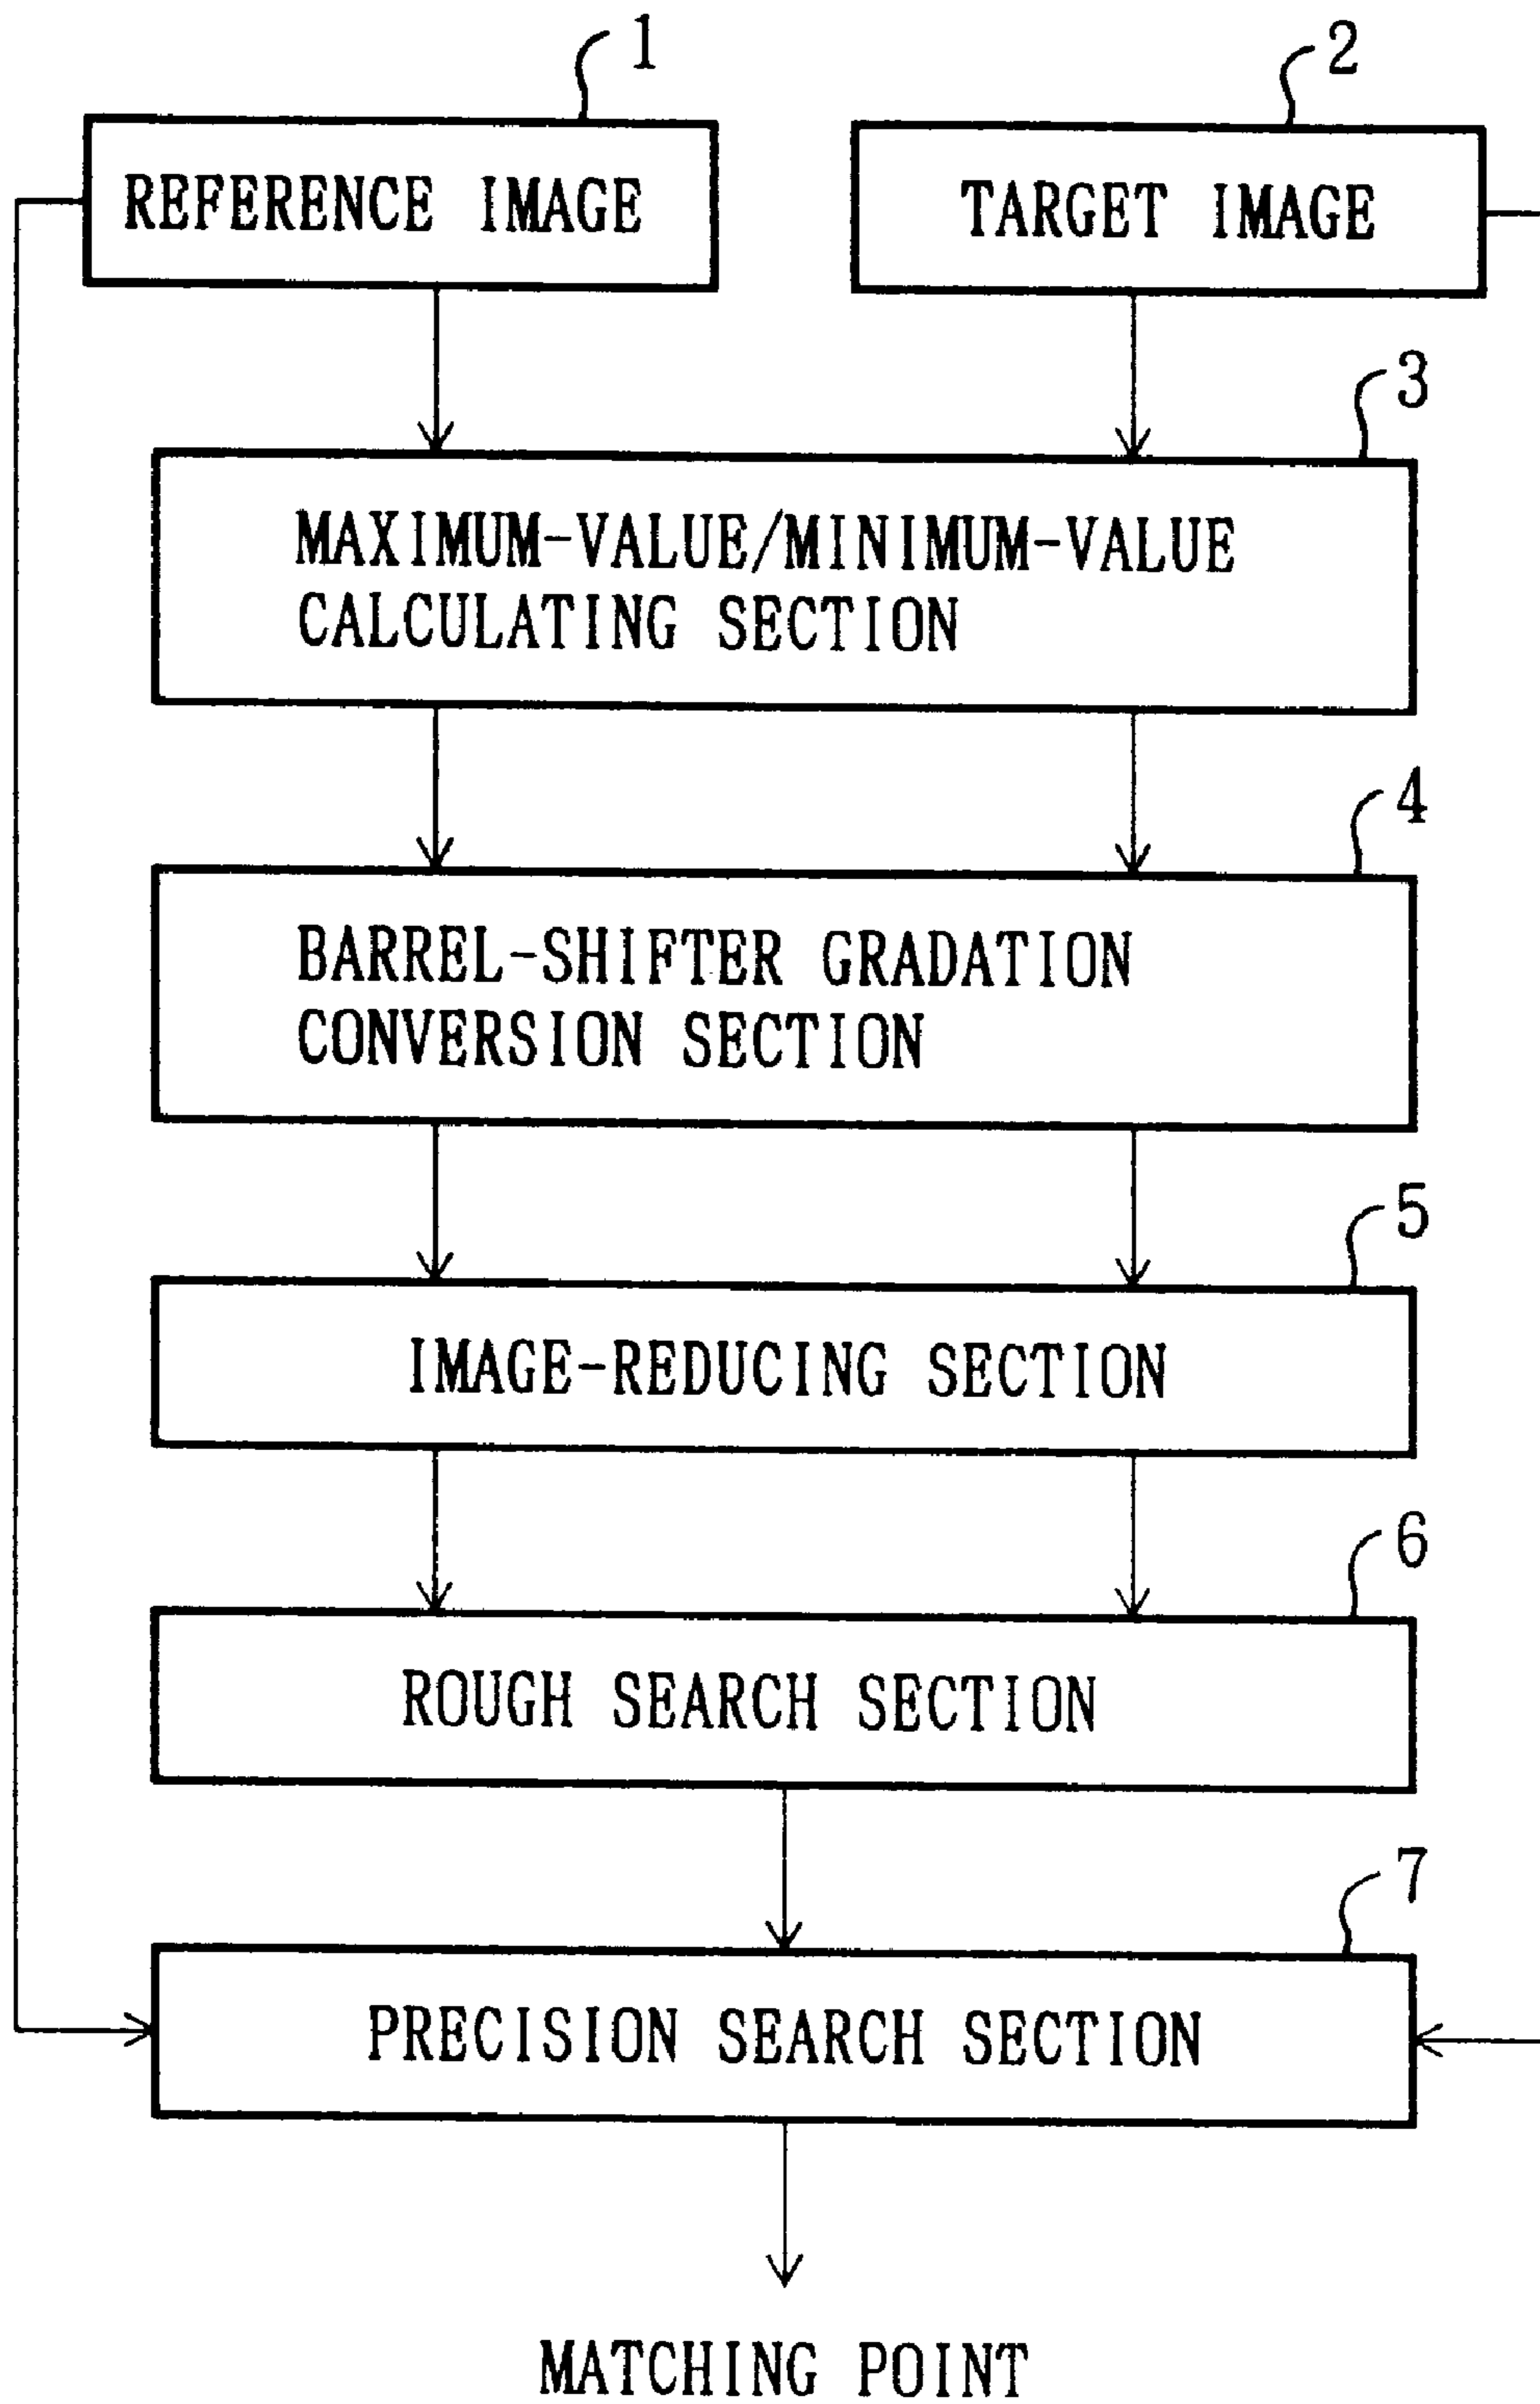 1
2
REFERENCE IMAGE
TARGET IMAGE
3
MAXIMUM-VALUE/MINIMUM-VALUE
CALCULATING SECTION
4
BARREL-SHIFTER GRADATION
CONVERSION SECTION
5
IMAGE-REDUCING SECTION
6
ROUGH SEARCH SECTION
7
PRECISION SEARCH SECTION
MATCHING POINT